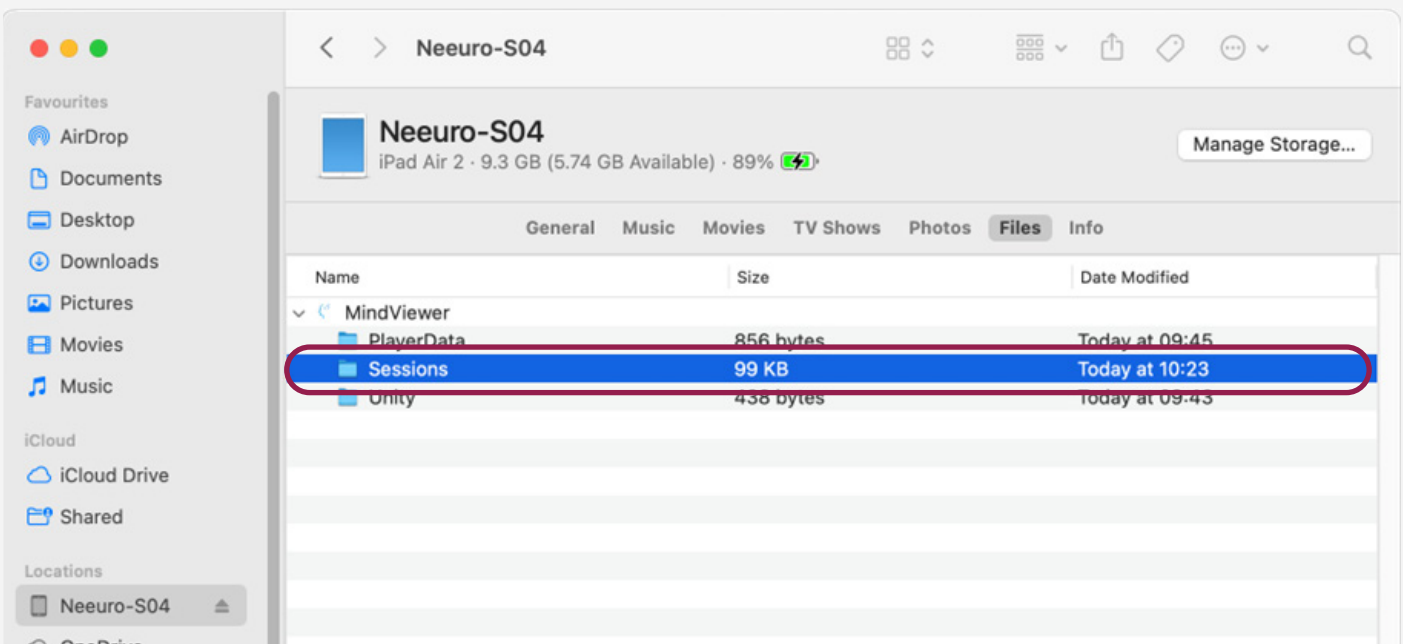 Neeuro-S04
Favourites
AirDrop
Documents
Desktop
Downloads
Pictures
Movies
Music
iCloud
iCloud Drive
Shared
Locations
Neeuro-S04
OneDrive
Neeuro-S04
iPad Air 2 · 9.3 GB (5.74 GB Available) · 89%
Manage Storage...
General Music Movies TV Shows Photos Files Info
Name Size Date Modified
MindViewer
PlayerData 856 bytes Today at 09:45
Sessions 99 KB Today at 10:23
Unity 438 bytes Today at 09:43